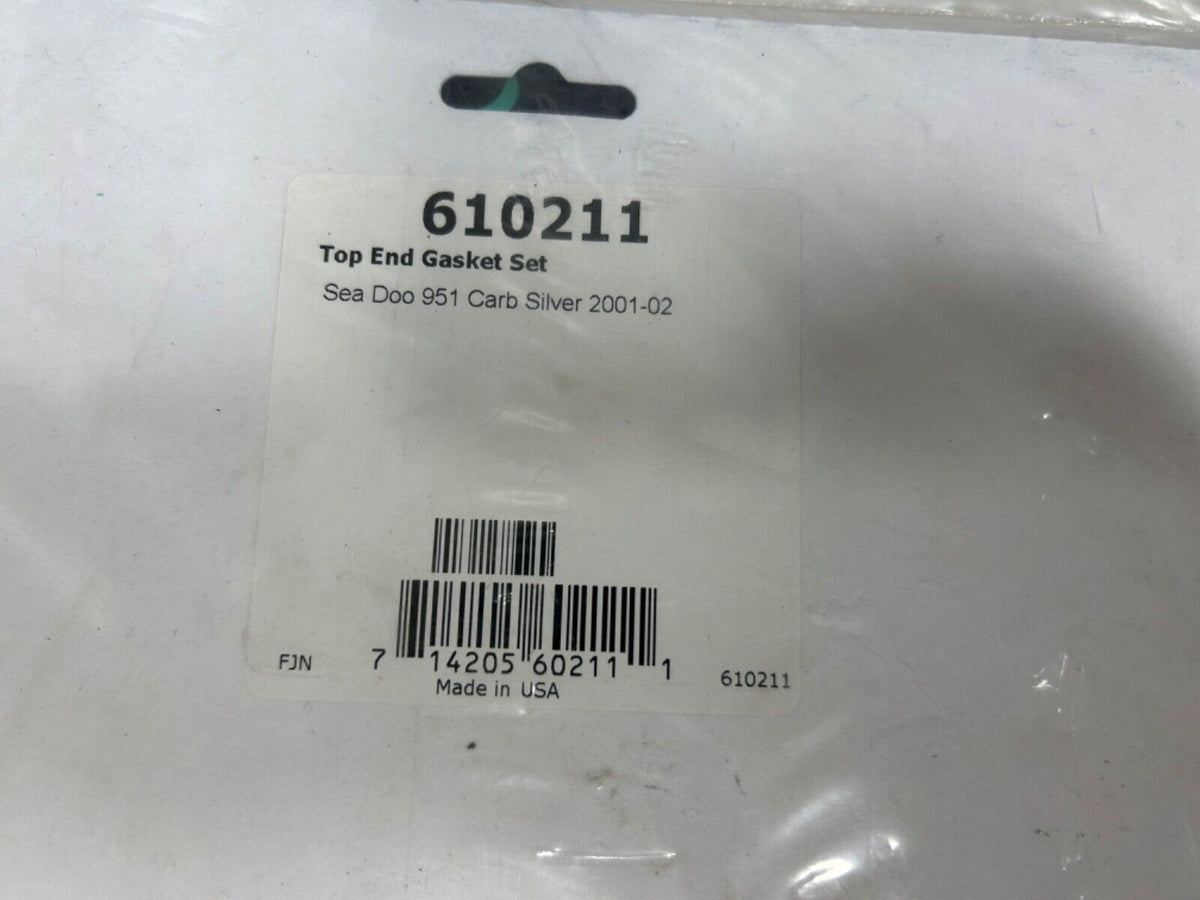 610211
Top End Gasket Set
Sea Doo 951 Carb Silver 2001-02
FJN 7 14205 60211 1 610211
Made in USA